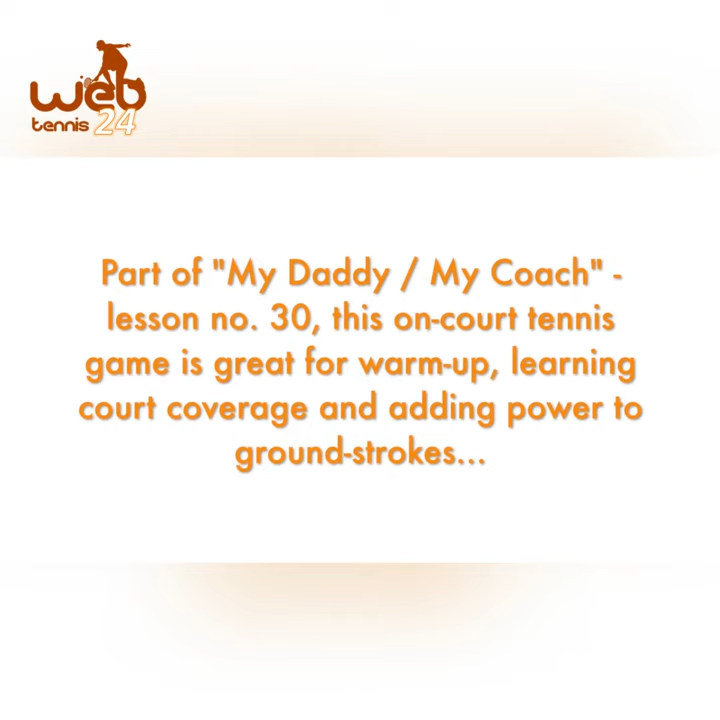 web
tennis 24
Part of "My Daddy / My Coach" -
lesson no. 30, this on-court tennis
game is great for warm-up, learning
court coverage and adding power to
ground-strokes...